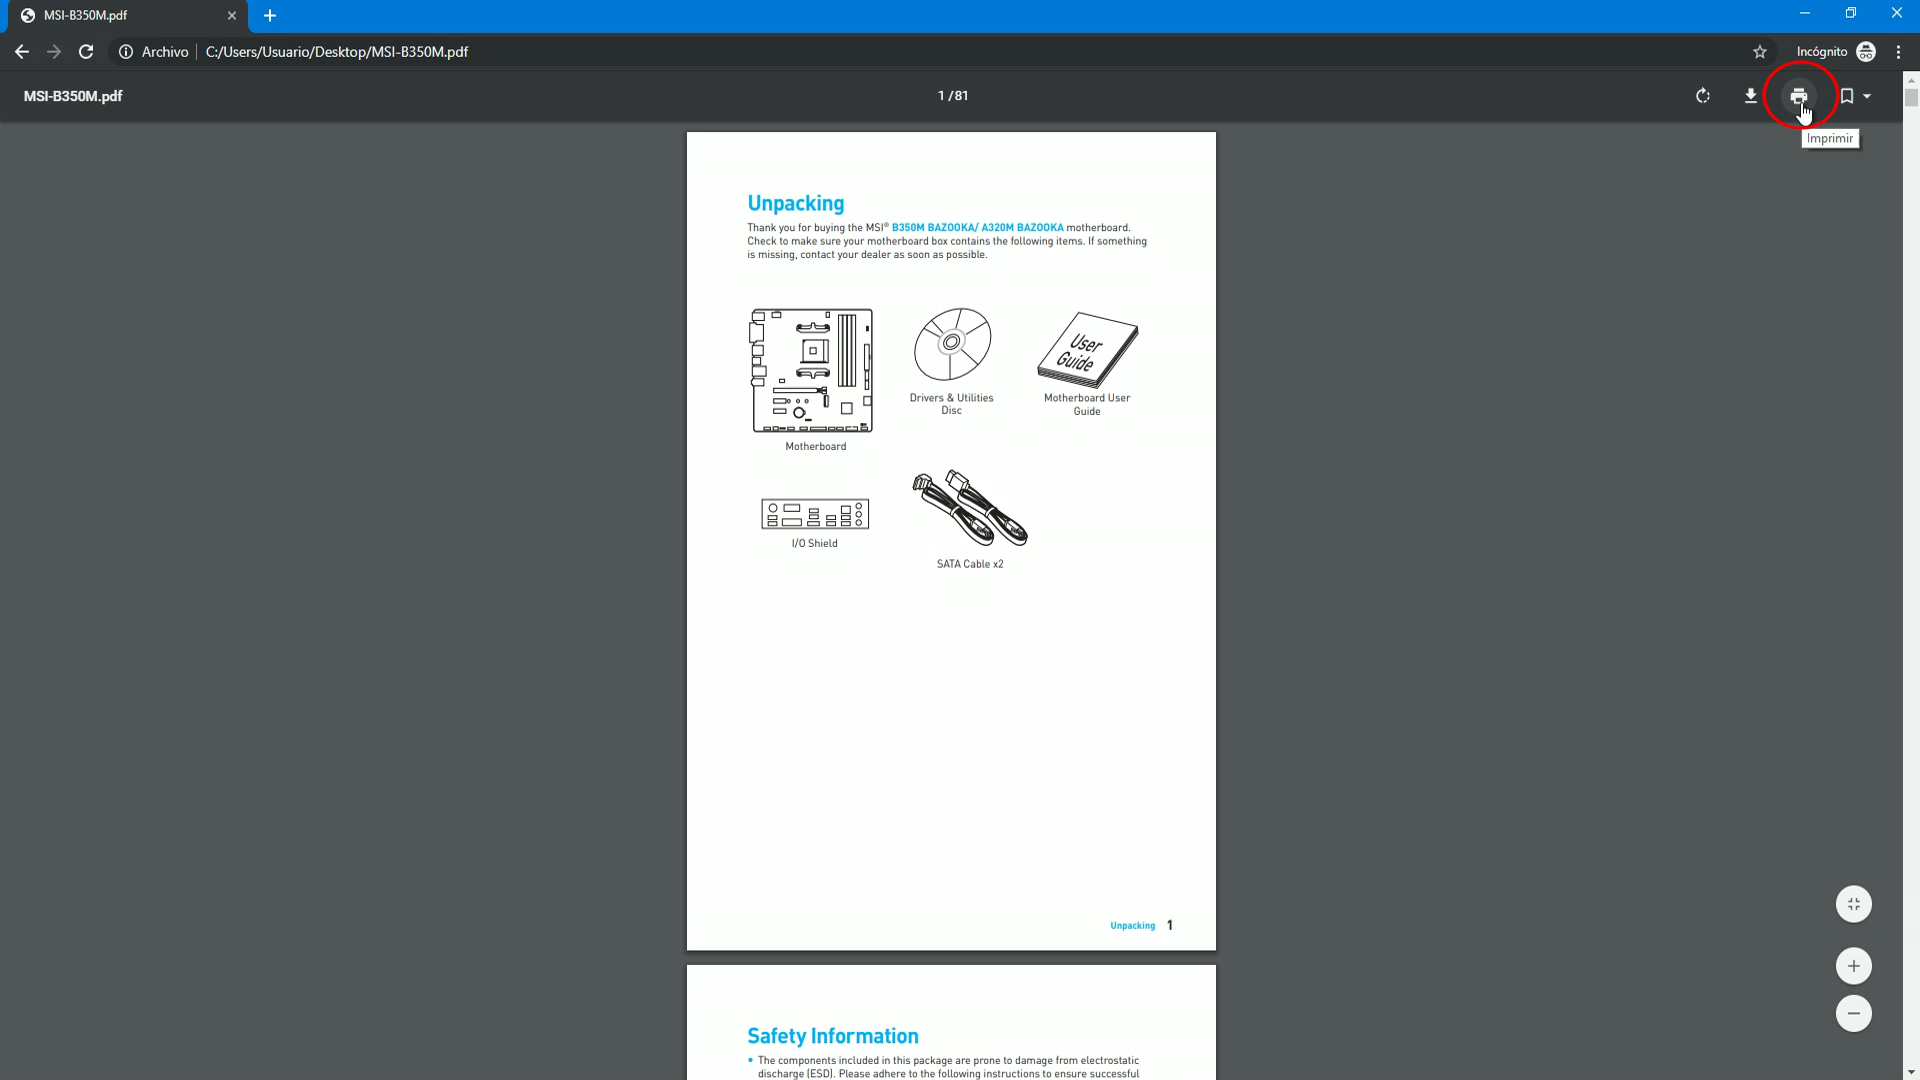 MSI-B350M.pdf
Archivo C:/Users/Usuario/Desktop/MSI-B350M.pdf
Incógnito
MSI-B350M.pdf
1 / 81
Imprimir
Unpacking
Thank you for buying the MSI® B350M BAZOOKA/ A320M BAZOOKA motherboard.
Check to make sure your motherboard box contains the following items. If something
is missing, contact your dealer as soon as possible.
User
Guide
Drivers & Utilities
Disc
Motherboard User
Guide
Motherboard
I/O Shield
SATA Cable x2
Unpacking 1
Safety Information
• The components included in this package are prone to damage from electrostatic
discharge (ESD). Please adhere to the following instructions to ensure successful